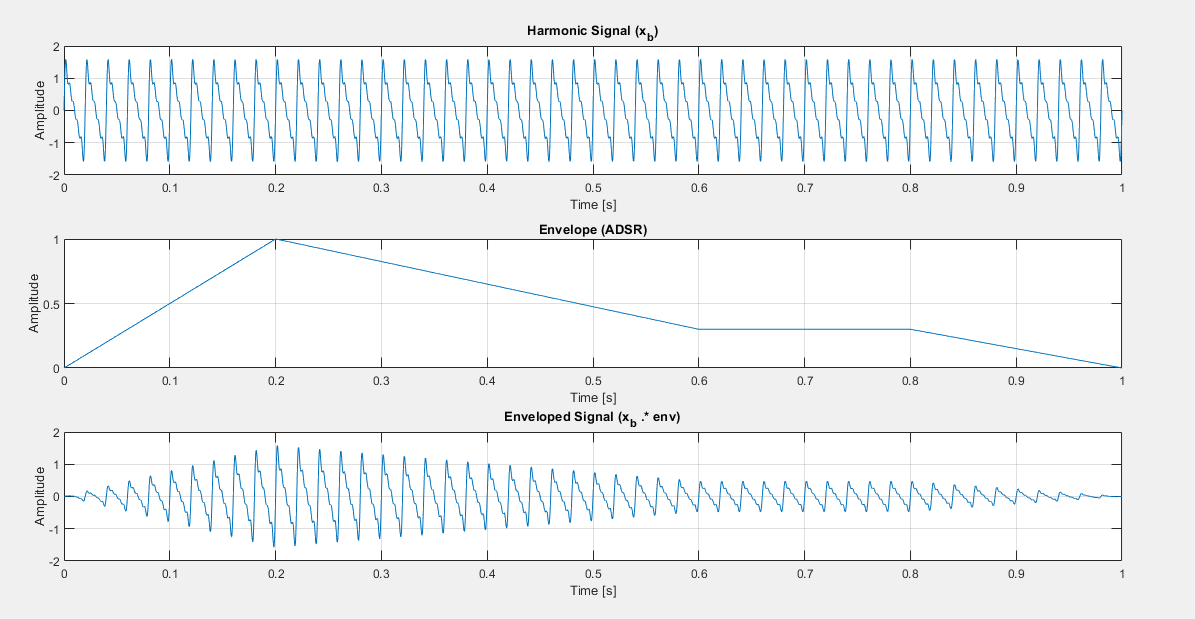 Harmonic Signal (x_b)
2
1
0
-1
-2
Amplitude
0 0.1 0.2 0.3 0.4 0.5 0.6 0.7 0.8 0.9 1
Time [s]
Envelope (ADSR)
1
0.5
0
Amplitude
0 0.1 0.2 0.3 0.4 0.5 0.6 0.7 0.8 0.9 1
Time [s]
Enveloped Signal (x_b .* env)
2
1
0
-1
-2
Amplitude
0 0.1 0.2 0.3 0.4 0.5 0.6 0.7 0.8 0.9 1
Time [s]